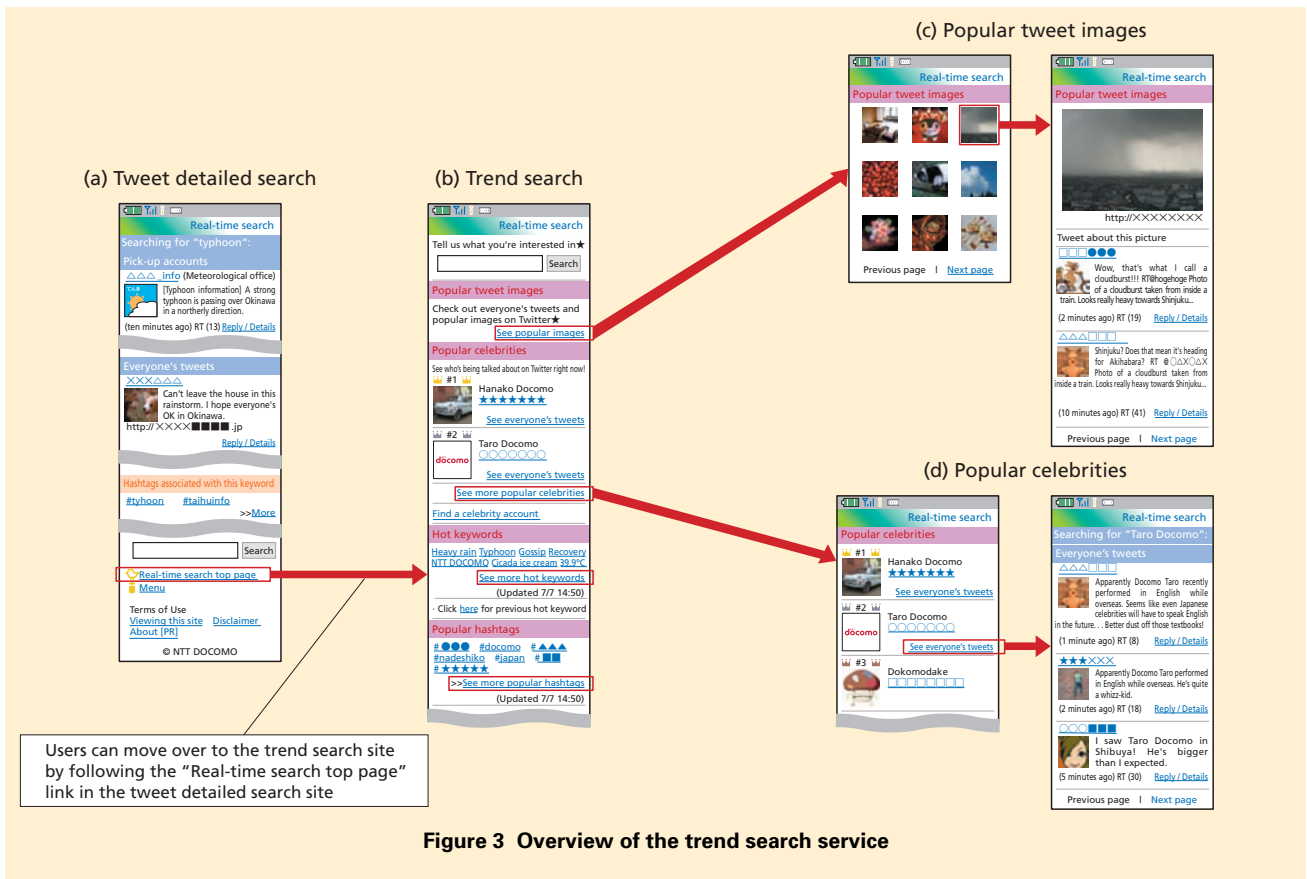 (c) Popular tweet images
Real-time search
Popular tweet images
Previous page | Next page
Real-time search
Popular tweet images
http://××××××××
Tweet about this picture
□□□●●●
Wow, that's what I call a
cloudburst!!! RT@hogehoge Photo
of a cloudburst taken from inside a
train. Looks really heavy towards Shinjuku...
(2 minutes ago) RT (19) Reply / Details
△△△□□□
Shinjuku? Does that mean it's heading
for Akihabara? RT @○△X○△X
Photo of a cloudburst taken from
inside a train. Looks really heavy towards Shinjuku...
(10 minutes ago) RT (41) Reply / Details
Previous page | Next page
(a) Tweet detailed search
Real-time search
Searching for "typhoon":
Pick-up accounts
△△△_info (Meteorological office)
てんき
[Typhoon information] A strong
typhoon is passing over Okinawa
in a northerly direction.
(ten minutes ago) RT (13) Reply / Details
Everyone's tweets
×××△△△
Can't leave the house in this
rainstorm. I hope everyone's
OK in Okinawa.
http://××××■■■■.jp
Reply / Details
Hashtags associated with this keyword
#tyhoon #taihuinfo
>>More
Search
Real-time search top page
Menu
Terms of Use
Viewing this site Disclaimer
About [PR]
© NTT DOCOMO
(b) Trend search
Real-time search
Tell us what you're interested in★
Search
Popular tweet images
Check out everyone's tweets and
popular images on Twitter★
See popular images
Popular celebrities
See who's being talked about on Twitter right now!
#1
Hanako Docomo
★★★★★★★
See everyone's tweets
#2
Taro Docomo
döcomo
○○○○○○○
See everyone's tweets
See more popular celebrities
Find a celebrity account
Hot keywords
Heavy rain Typhoon Gossip Recovery
NTT DOCOMO Cicada ice cream 39.9°C
See more hot keywords
(Updated 7/7 14:50)
· Click here for previous hot keyword
Popular hashtags
#●●● #docomo #▲▲▲
#nadeshiko #japan #■■
#★★★★★
>>See more popular hashtags
(Updated 7/7 14:50)
(d) Popular celebrities
Real-time search
Popular celebrities
#1
Hanako Docomo
★★★★★★★
See everyone's tweets
#2
Taro Docomo
döcomo
○○○○○○○
See everyone's tweets
#3
Dokomodake
□□□□□□□□
Real-time search
Searching for "Taro Docomo":
Everyone's tweets
△△△□□□
Apparently Docomo Taro recently
performed in English while
overseas. Seems like even Japanese
celebrities will have to speak English
in the future. . . Better dust off those textbooks!
(1 minute ago) RT (8) Reply / Details
★★★×××
Apparently Docomo Taro performed
in English while overseas. He's quite
a whizz-kid.
(2 minutes ago) RT (18) Reply / Details
○○○■■■
I saw Taro Docomo in
Shibuya! He's bigger
than I expected.
(5 minutes ago) RT (30) Reply / Details
Previous page | Next page
Users can move over to the trend search site
by following the "Real-time search top page"
link in the tweet detailed search site
Figure 3 Overview of the trend search service